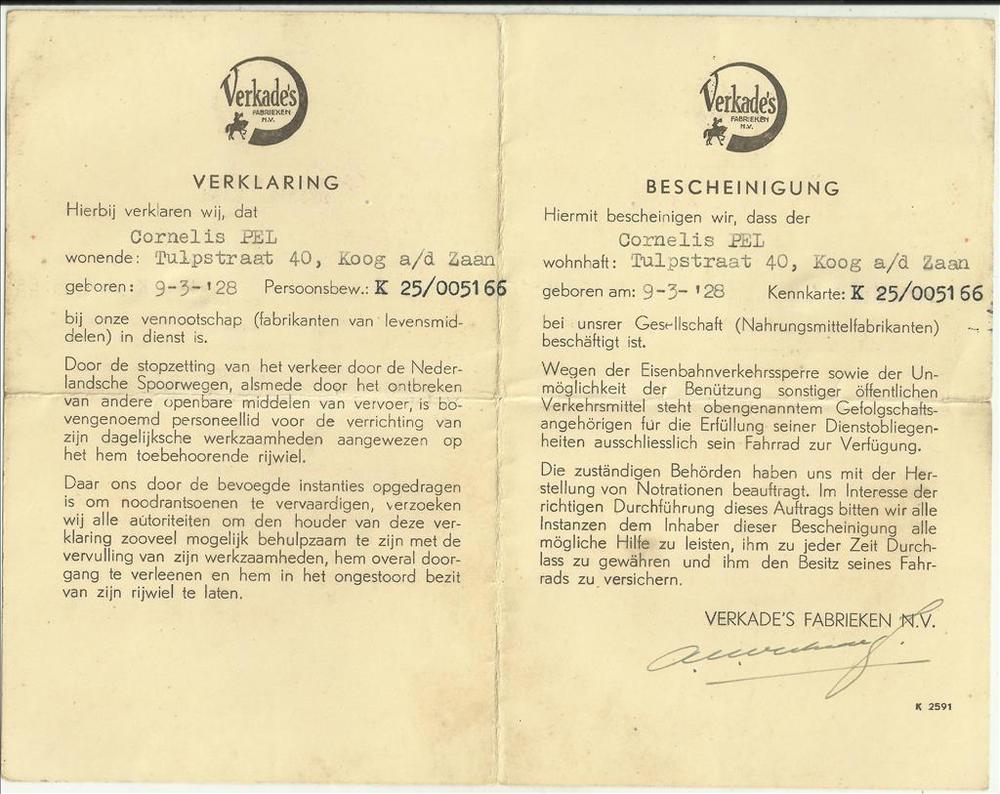 Verkade's
FABRIEKEN
N.V.
VERKLARING
Hierbij verklaren wij, dat
Cornelis PEL
wonende: Tulpstraat 40, Koog a/d Zaan
geboren: 9-3-'28 Persoonsbew.: K 25/005166
bij onze vennootschap (fabrikanten van levensmid-
delen) in dienst is.
Door de stopzetting van het verkeer door de Neder-
landsche Spoorwegen, alsmede door het ontbreken
van andere openbare middelen van vervoer, is bo-
vengenoemd personeellid voor de verrichting van
zijn dagelijksche werkzaamheden aangewezen op
het hem toebehoorende rijwiel.
Daar ons door de bevoegde instanties opgedragen
is om noodrantsoenen te vervaardigen, verzoeken
wij alle autoriteiten om den houder van deze ver-
klaring zooveel mogelijk behulpzaam te zijn met de
vervulling van zijn werkzaamheden, hem overal door-
gang te verleenen en hem in het ongestoord bezit
van zijn rijwiel te laten.
Verkade's
FABRIEKEN
N.V.
BESCHEINIGUNG
Hiermit bescheinigen wir, dass der
Cornelis PEL
wohnhaft: Tulpstraat 40, Koog a/d Zaan
geboren am: 9-3-'28 Kennkarte: K 25/005166
bei unsrer Gesellschaft (Nahrungsmittelfabrikanten)
beschäftigt ist.
Wegen der Eisenbahnverkehrssperre sowie der Un-
möglichkeit der Benützung sonstiger öffentlichen
Verkehrsmittel steht obengenanntem Gefolgschafts-
angehörigen für die Erfüllung seiner Dienstobliegen-
heiten ausschliesslich sein Fahrrad zur Verfügung.
Die zuständigen Behörden haben uns mit der Her-
stellung von Notrationen beauftragt. Im Interesse der
richtigen Durchführung dieses Auftrags bitten wir alle
Instanzen dem Inhaber dieser Bescheinigung alle
mögliche Hilfe zu leisten, ihm zu jeder Zeit Durch-
lass zu gewähren und ihm den Besitz seines Fahr-
rads zu versichern.
VERKADE'S FABRIEKEN N.V.
K 2591